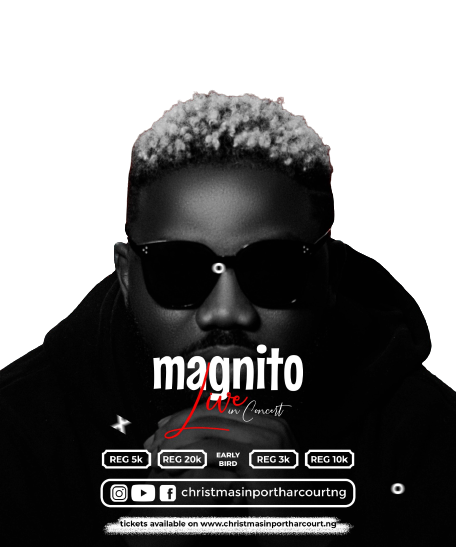 magnito
Live in Concert
REG 5k REG 20k EARLY BIRD REG 3k REG 10k
christmasinportharcourtng
tickets available on www.christmasinportharcourt.ng